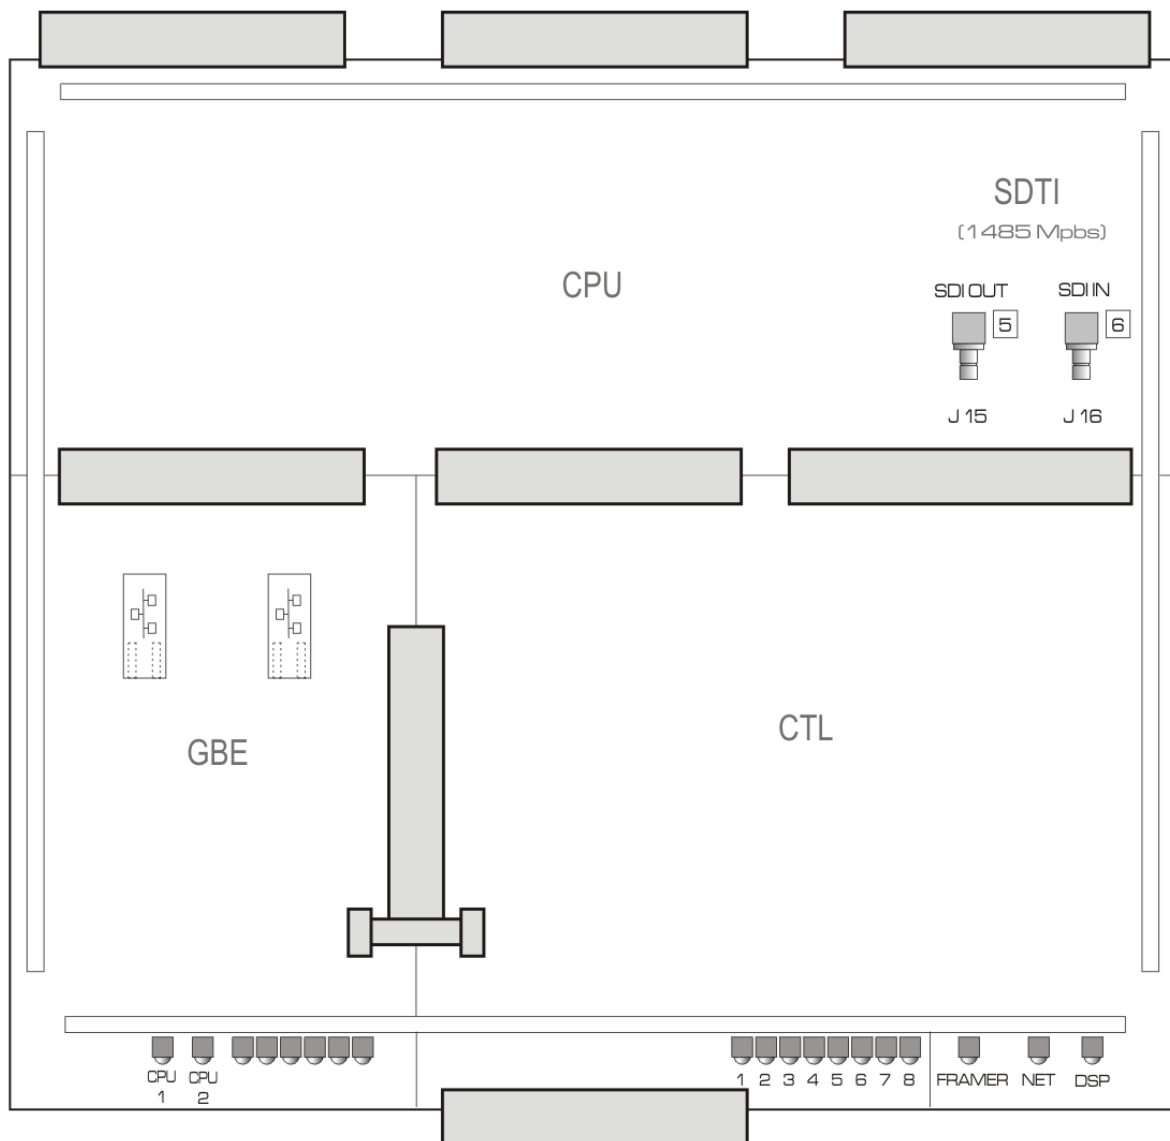 SDTI
(1485 Mpbs)
CPU
SDI OUT SDI IN
5 6
J 15 J 16
GBE
CTL
CPU 1
CPU 2
1 2 3 4 5 6 7 8 FRAMER NET DSP